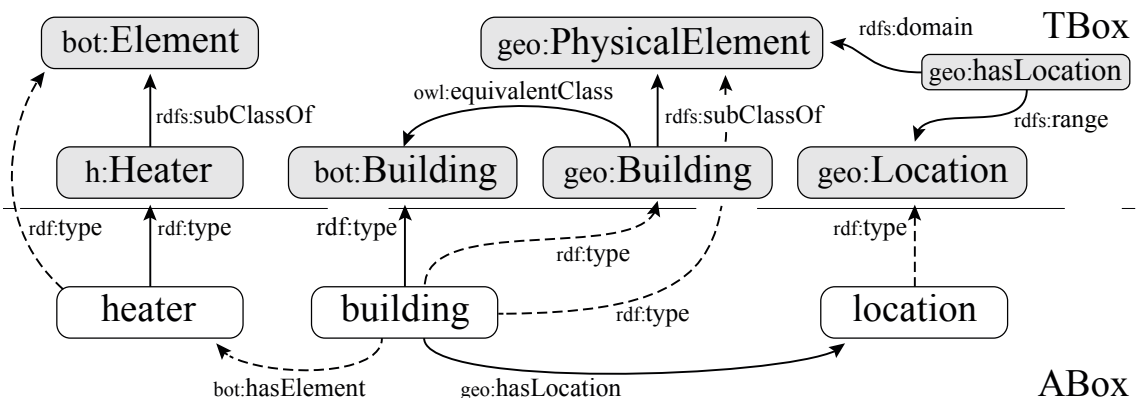 TBox
bot:Element
geo:PhysicalElement
rdfs:domain
geo:hasLocation
owl:equivalentClass
rdfs:subClassOf
rdfs:subClassOf
rdfs:range
h:Heater
bot:Building
geo:Building
geo:Location
rdf:type
rdf:type
rdf:type
rdf:type
rdf:type
rdf:type
heater
building
location
bot:hasElement
geo:hasLocation
ABox